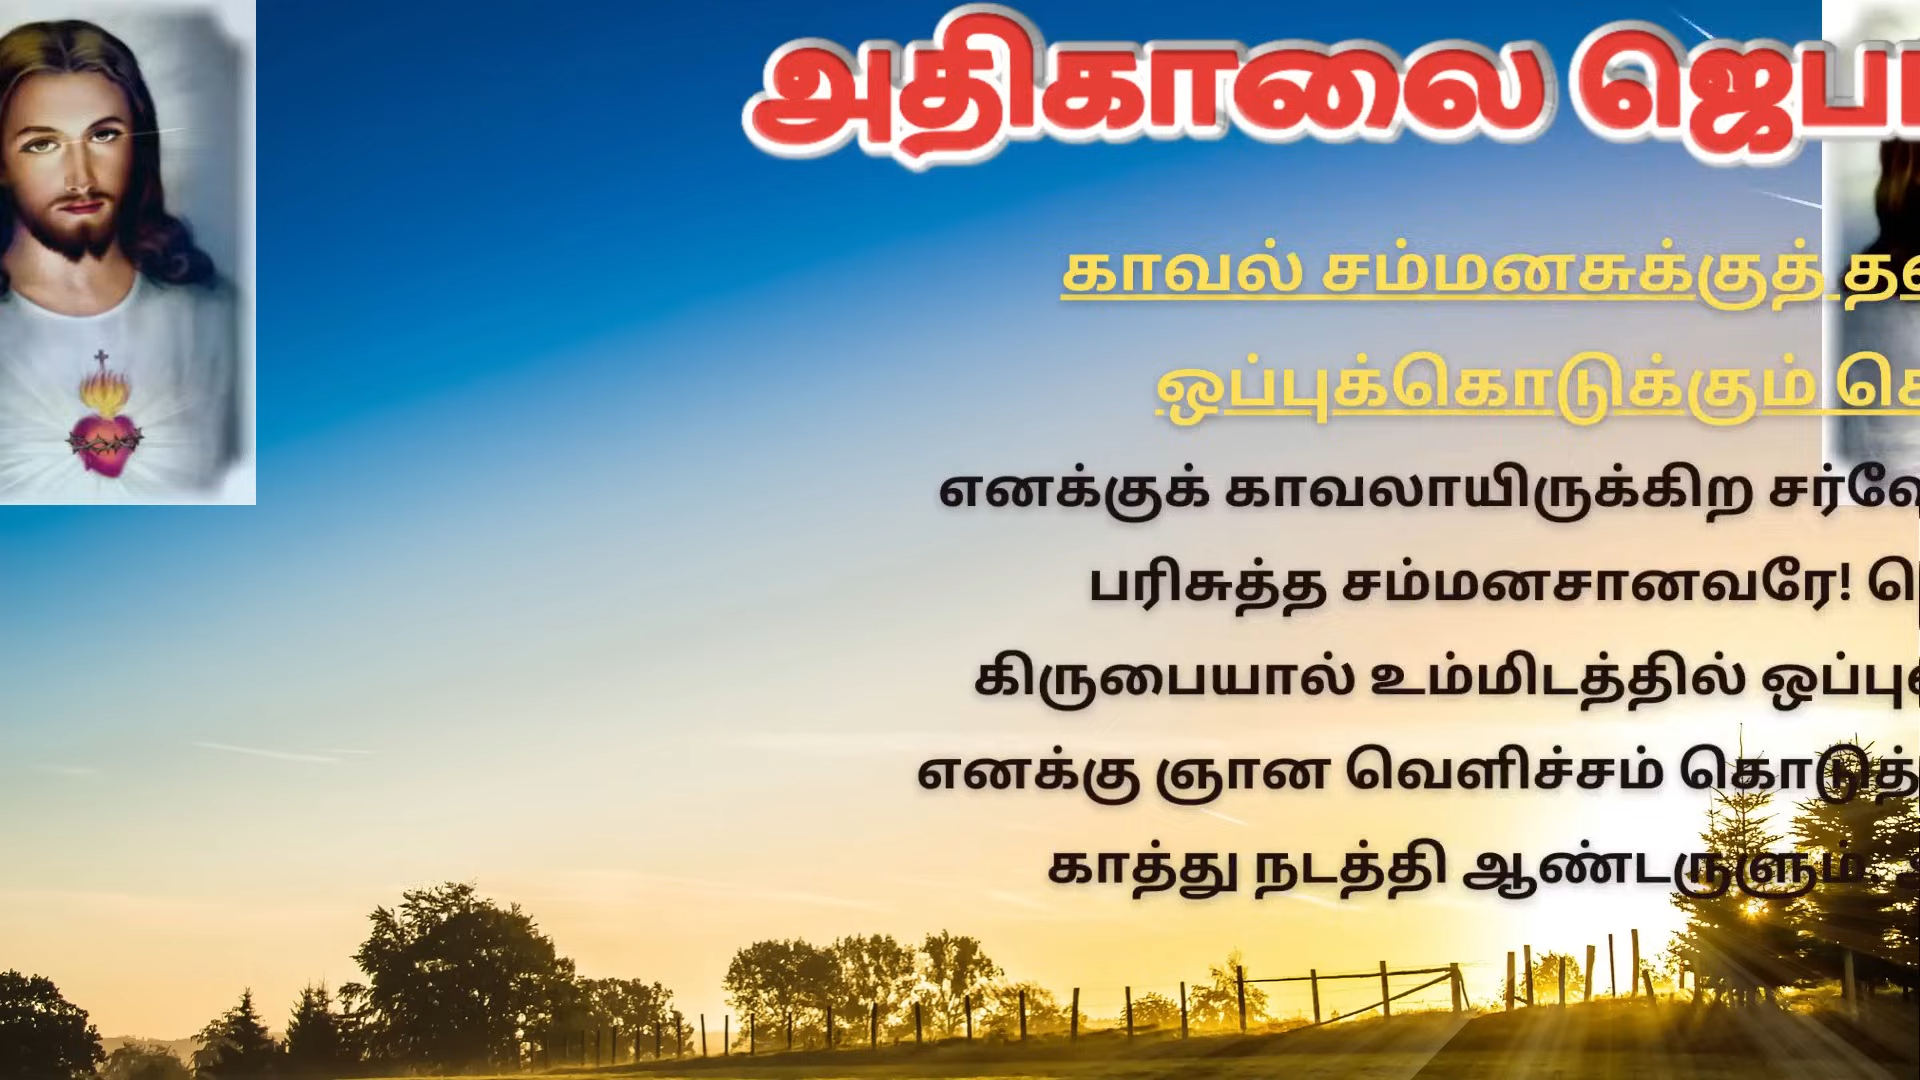 அதிகாலை
காவல் சம்மனசுக்குத்
ஒப்புக்கொடுக்கும்
எனக்குக் காவலாயிருக்கிற
பரிசுத்த சம்மனசானவரே!
கிருபையால் உம்மிடத்தில்
எனக்கு ஞான வெளிச்சம்
காத்து நடத்தி ஆண்டருளும்.